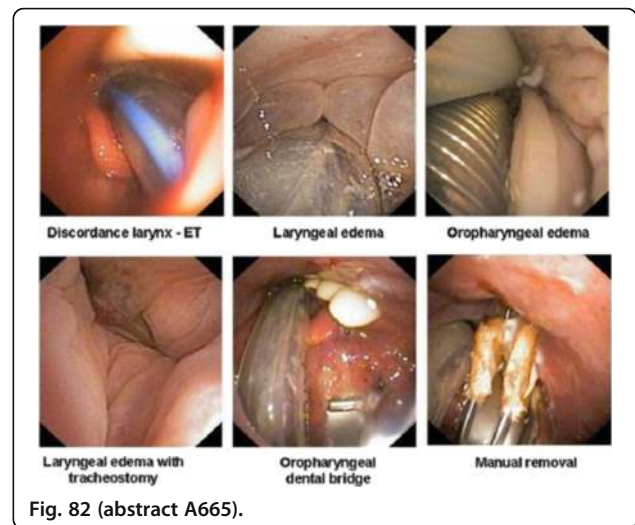 Discordance larynx - ET
Laryngeal edema
Oropharyngeal edema
Laryngeal edema with
tracheostomy
Oropharyngeal
dental bridge
Manual removal
Fig. 82 (abstract A665).